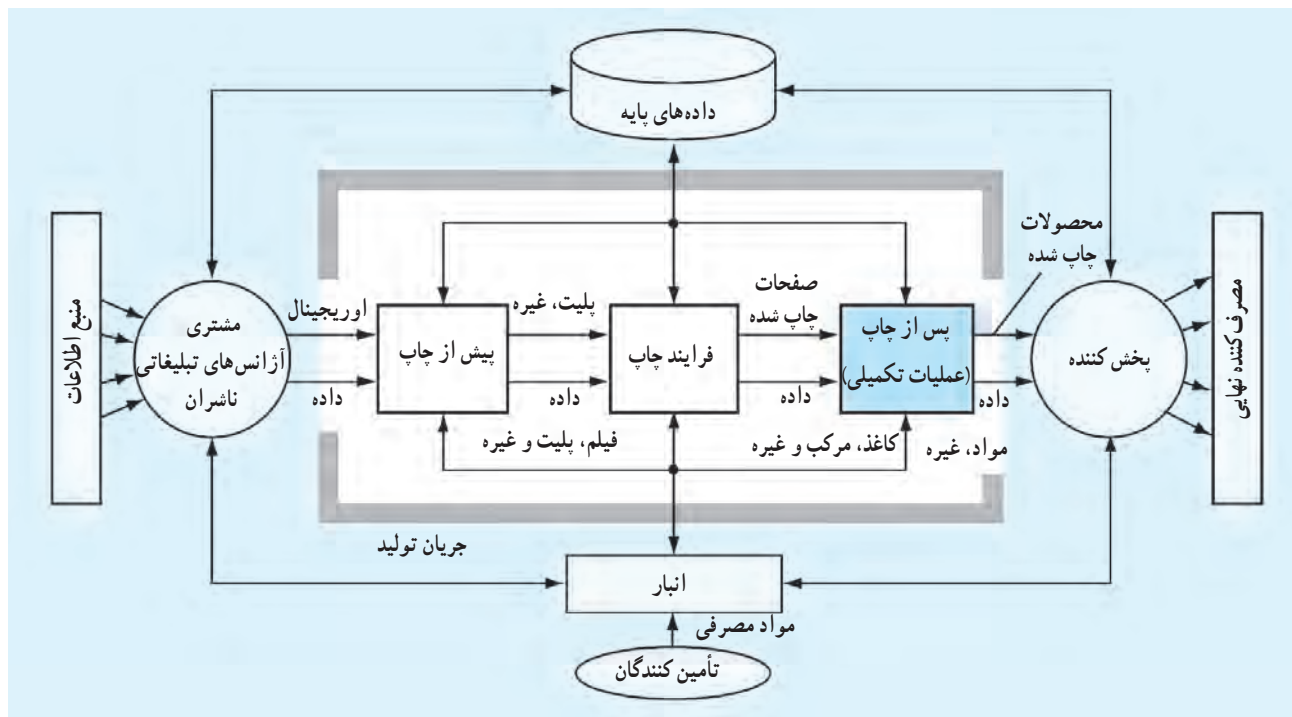 داده‌های پایه
منبع اطلاعات
مشتری
آژانس‌های تبلیغاتی
ناشران
اوریجینال
داده
پیش از چاپ
پلیت، غیره
داده
فیلم، پلیت و غیره
فرایند چاپ
صفحات
چاپ شده
داده
کاغذ، مرکب و غیره
پس از چاپ
(عملیات تکمیلی)
محصولات
چاپ شده
داده
مواد، غیره
پخش کننده
مصرف کننده نهایی
جریان تولید
انبار
مواد مصرفی
تأمین کنندگان